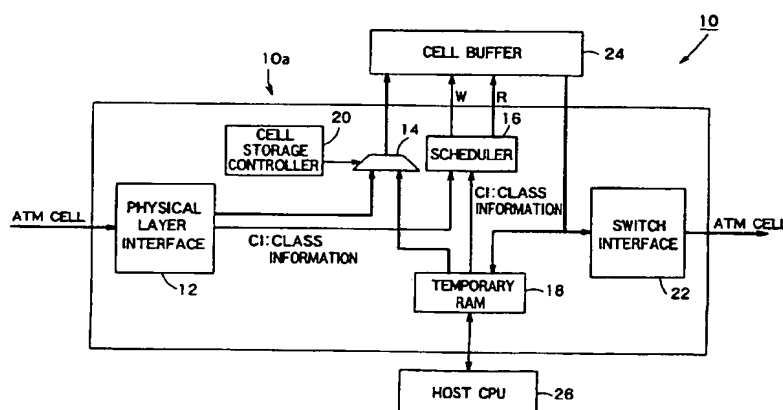 10
CELL BUFFER
24
10a
W
R
20
14
16
CELL
STORAGE
CONTROLLER
SCHEDULER
CI:CLASS
INFORMATION
ATM CELL
PHYSICAL
LAYER
INTERFACE
CI:CLASS
INFORMATION
SWITCH
INTERFACE
ATM CELL
12
TEMPORARY
RAM
18
22
HOST CPU
26